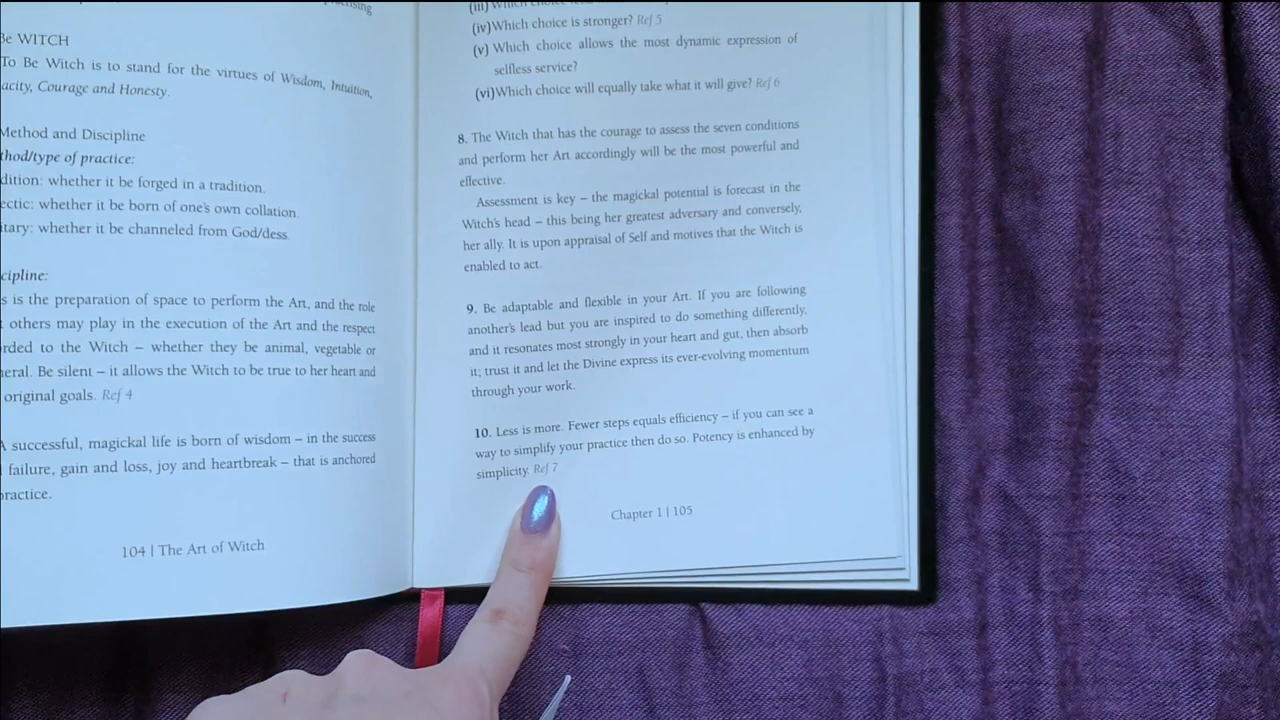 Be WITCH
To Be Witch is to stand for the virtues of Wisdom, Intuition,
acity, Courage and Honesty.
Method and Discipline
thod/type of practice:
dition: whether it be forged in a tradition.
ectic: whether it be born of one's own collation.
itary: whether it be channeled from God/dess.
cipline:
s is the preparation of space to perform the Art, and the role
t others may play in the execution of the Art and the respect
rded to the Witch – whether they be animal, vegetable or
neral. Be silent – it allows the Witch to be true to her heart and
original goals. Ref 4
A successful, magickal life is born of wisdom – in the success
failure, gain and loss, joy and heartbreak – that is anchored
practice.
104 | The Art of Witch
(iii) Which choice
(iv) Which choice is stronger? Ref 5
(v) Which choice allows the most dynamic expression of
selfless service?
(vi) Which choice will equally take what it will give? Ref 6
8. The Witch that has the courage to assess the seven conditions
and perform her Art accordingly will be the most powerful and
effective.
Assessment is key – the magickal potential is forecast in the
Witch's head – this being her greatest adversary and conversely,
her ally. It is upon appraisal of Self and motives that the Witch is
enabled to act.
9. Be adaptable and flexible in your Art. If you are following
another's lead but you are inspired to do something differently,
and it resonates most strongly in your heart and gut, then absorb
it; trust it and let the Divine express its ever-evolving momentum
through your work.
10. Less is more. Fewer steps equals efficiency – if you can see a
way to simplify your practice then do so. Potency is enhanced by
simplicity. Ref 7
Chapter 1 | 105